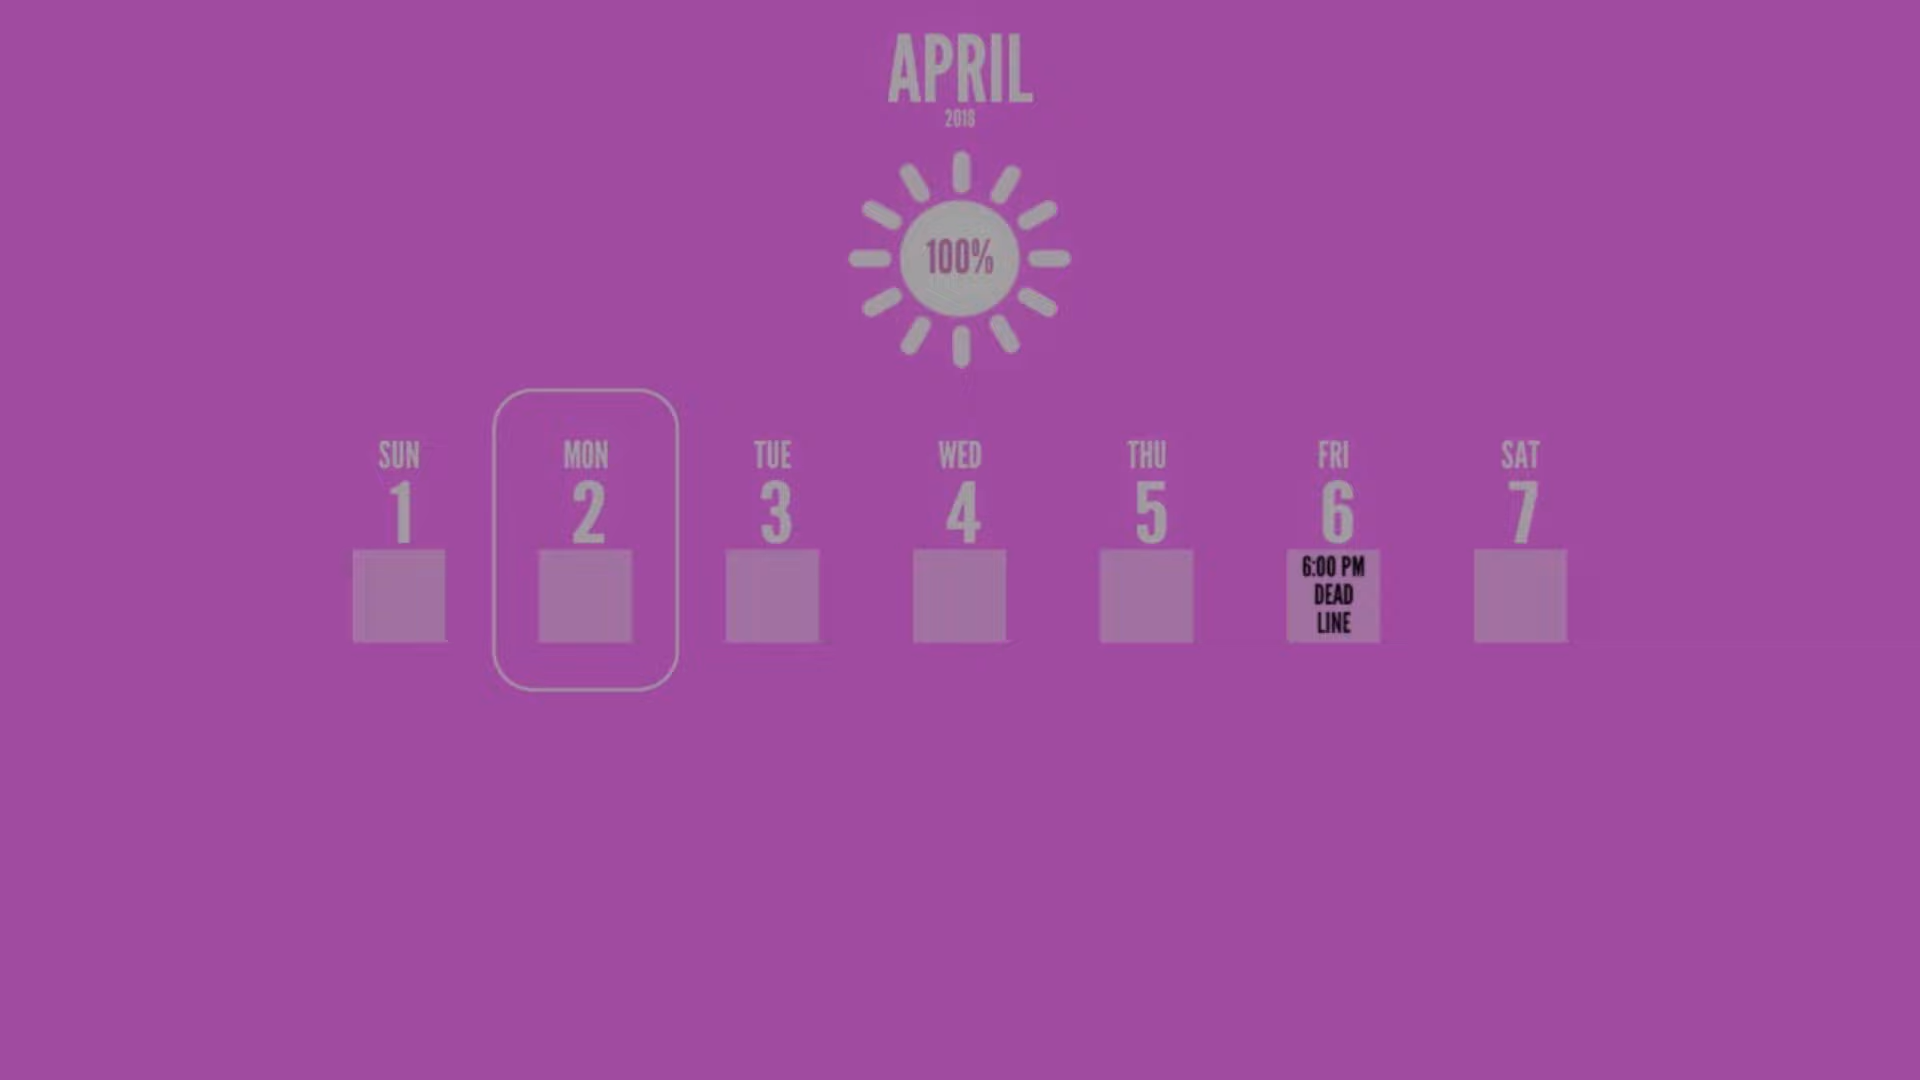 APRIL
2018
100%
SUN MON TUE WED THU FRI SAT
1 2 3 4 5 6 7
6:00 PM
DEAD
LINE